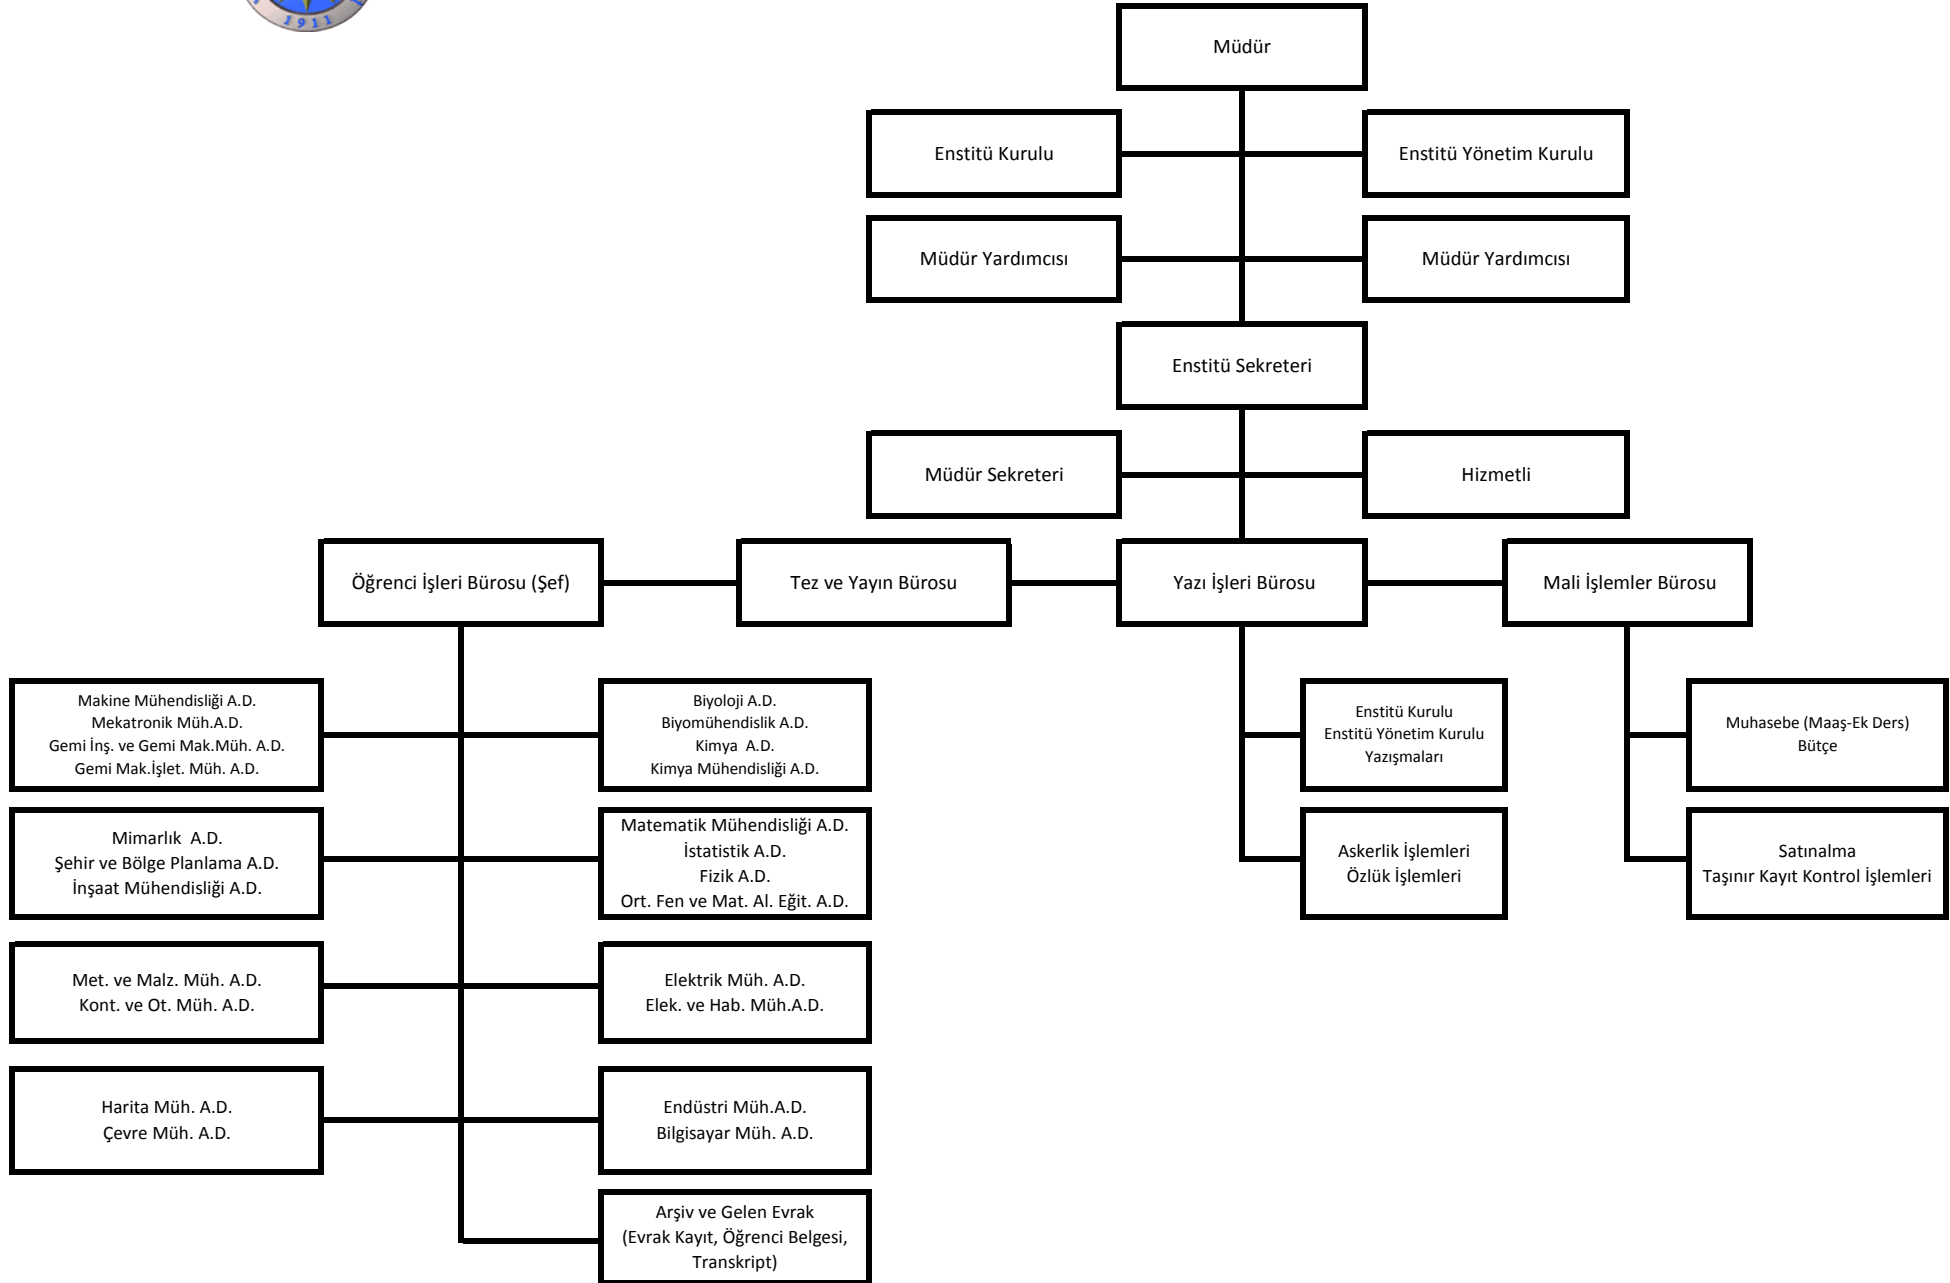 1911
Müdür
Enstitü Kurulu
Enstitü Yönetim Kurulu
Müdür Yardımcısı
Müdür Yardımcısı
Enstitü Sekreteri
Müdür Sekreteri
Hizmetli
Öğrenci İşleri Bürosu (Şef)
Tez ve Yayın Bürosu
Yazı İşleri Bürosu
Mali İşlemler Bürosu
Makine Mühendisliği A.D.
Mekatronik Müh.A.D.
Gemi İnş. ve Gemi Mak.Müh. A.D.
Gemi Mak.İşlet. Müh. A.D.
Biyoloji A.D.
Biyomühendislik A.D.
Kimya  A.D.
Kimya Mühendisliği A.D.
Enstitü Kurulu
Enstitü Yönetim Kurulu
Yazışmaları
Muhasebe (Maaş-Ek Ders)
Bütçe
Mimarlık  A.D.
Şehir ve Bölge Planlama A.D.
İnşaat Mühendisliği A.D.
Matematik Mühendisliği A.D.
İstatistik A.D.
Fizik A.D.
Ort. Fen ve Mat. Al. Eğit. A.D.
Askerlik İşlemleri
Özlük İşlemleri
Satınalma
Taşınır Kayıt Kontrol İşlemleri
Met. ve Malz. Müh. A.D.
Kont. ve Ot. Müh. A.D.
Elektrik Müh. A.D.
Elek. ve Hab. Müh.A.D.
Harita Müh. A.D.
Çevre Müh. A.D.
Endüstri Müh.A.D.
Bilgisayar Müh. A.D.
Arşiv ve Gelen Evrak
(Evrak Kayıt, Öğrenci Belgesi,
Transkript)